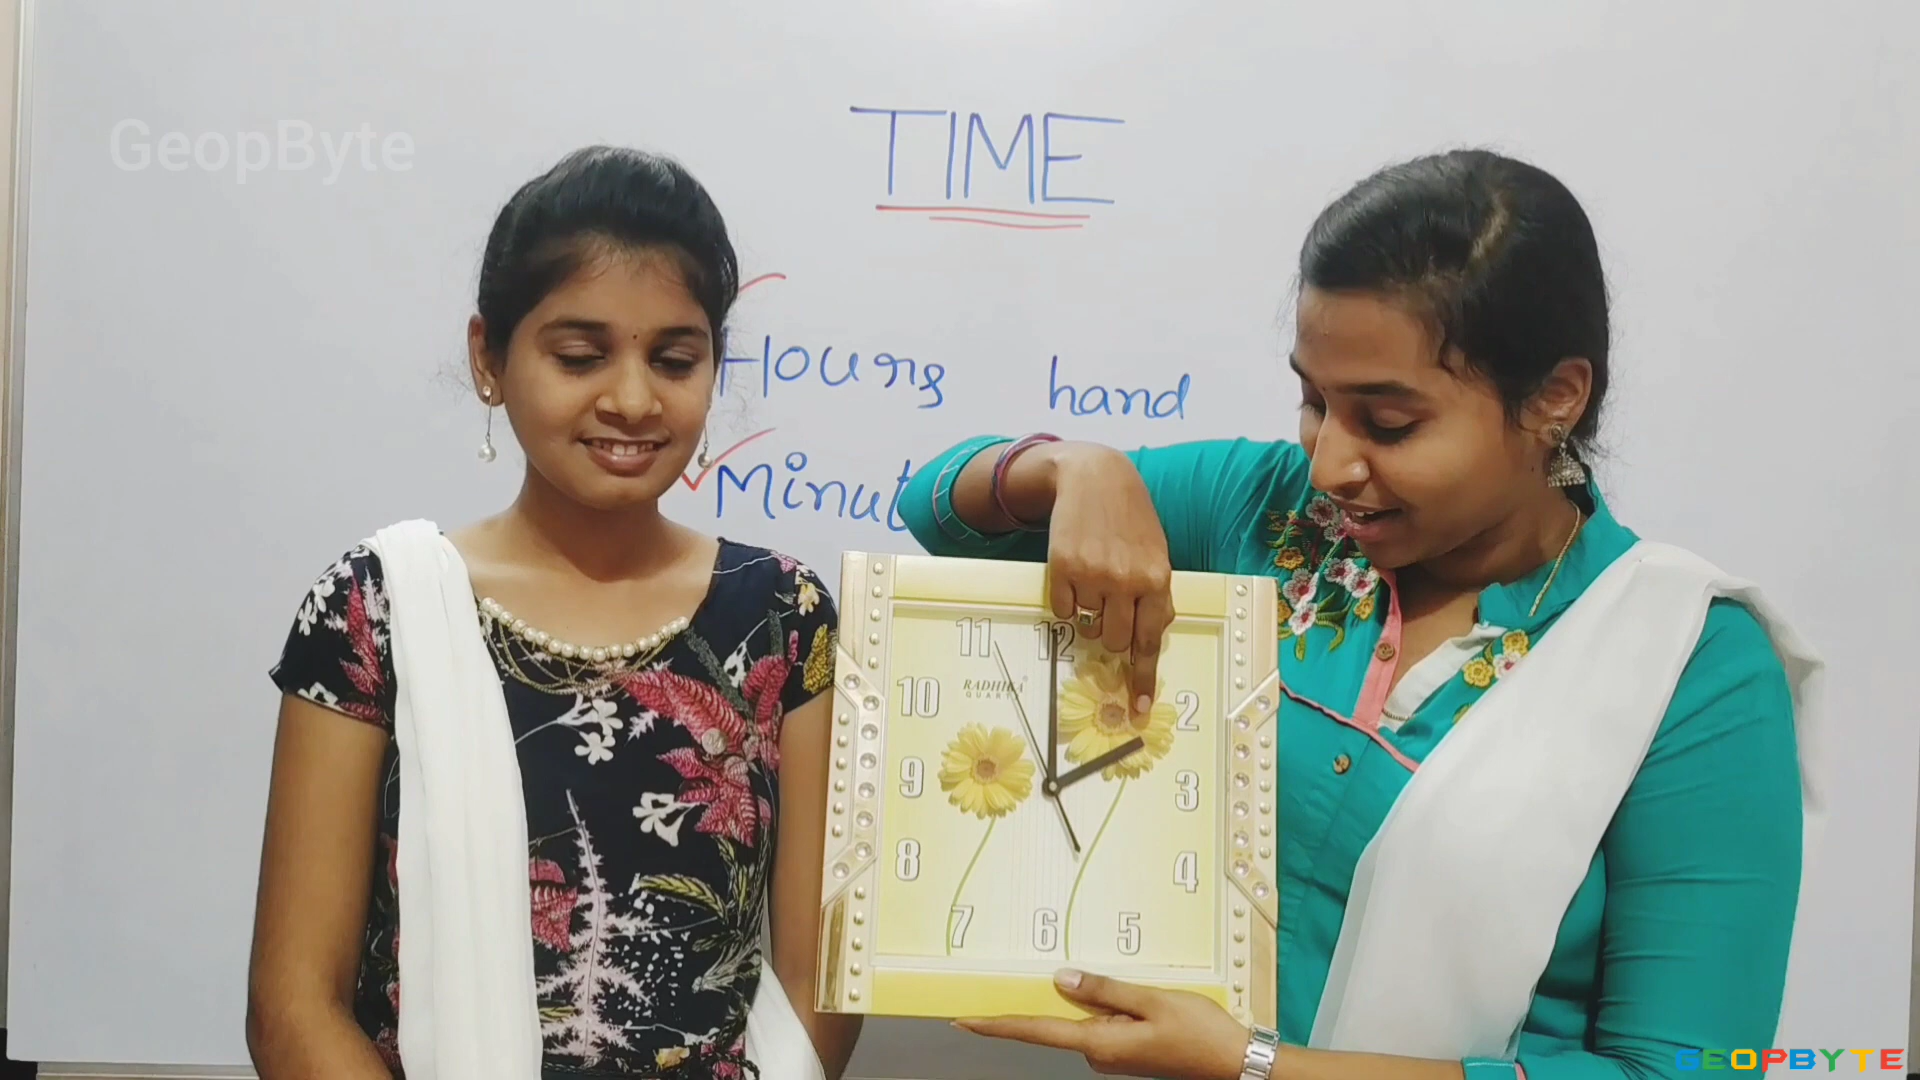 GeopByte
TIME
Hours hand
Minut
11 12
10 2
9 3
8 4
7 6 5
RADHIKA
QUARTZ
GEOPBYTE